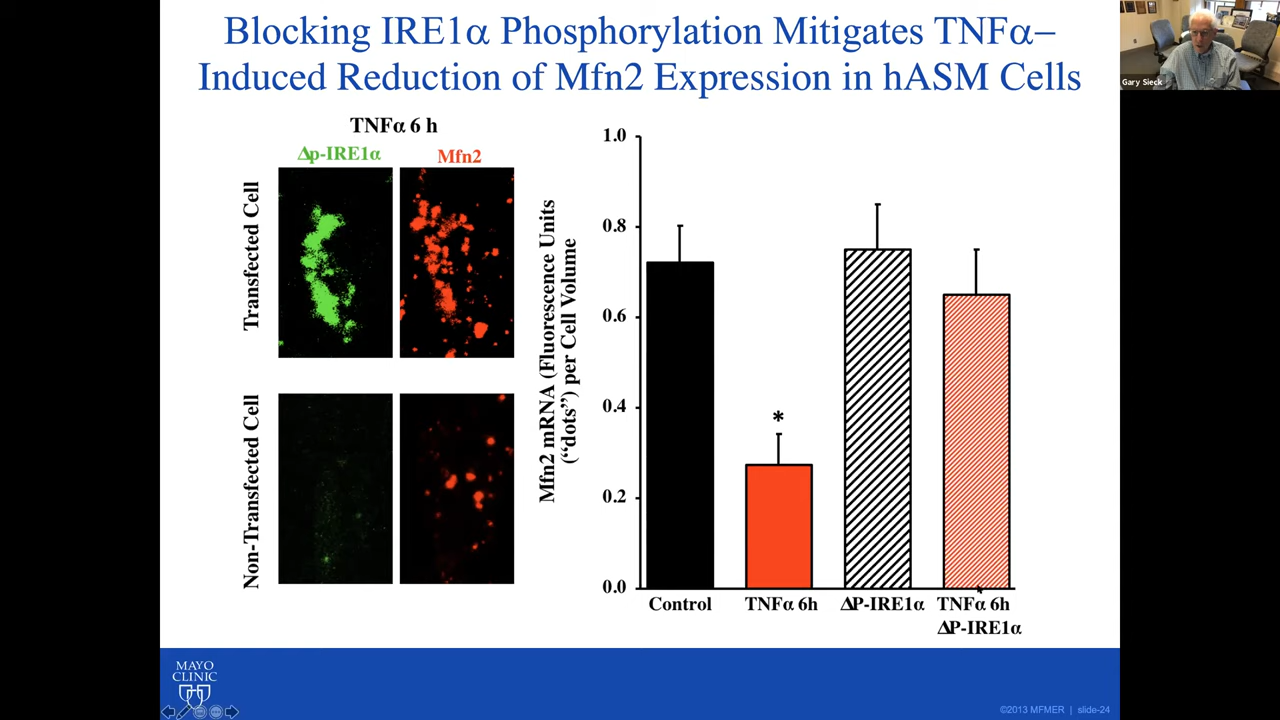 Blocking IRE1α Phosphorylation Mitigates TNFα–
Induced Reduction of Mfn2 Expression in hASM Cells
Gary Sieck
TNFα 6 h
Δp-IRE1α
Mfn2
Transfected Cell
Non-Transfected Cell
Mfn2 mRNA (Fluorescence Units
(“dots”) per Cell Volume
1.0
0.8
0.6
0.4
0.2
0.0
*
Control
TNFα 6h
ΔP-IRE1α
TNFα 6h
ΔP-IRE1α
MAYO
CLINIC
©2013 MFMER | slide-24